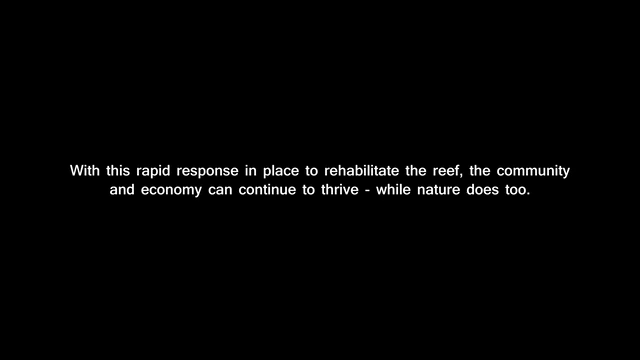 With this rapid response in place to rehabilitate the reef, the community
and economy can continue to thrive - while nature does too.